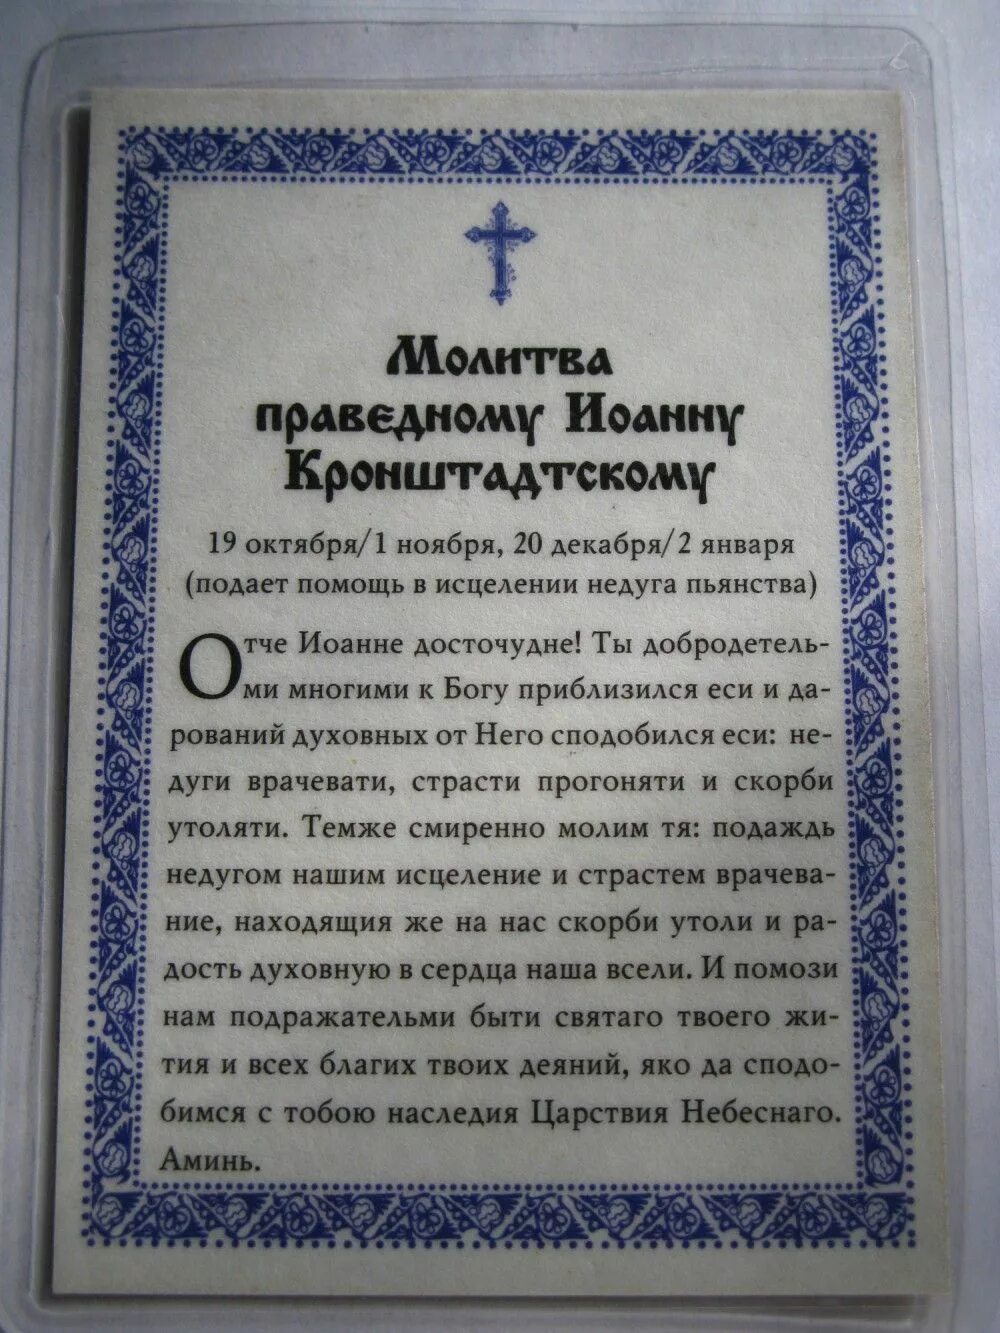 Молитва
праведному Иоанну
Кронштадтскому
19 октября/1 ноября, 20 декабря/2 января
(подает помощь в исцелении недуга пьянства)
Отче Иоанне досточудне! Ты добродетель-
ми многими к Богу приблизился еси и да-
рований духовных от Него сподобился еси: не-
дуги врачевати, страсти прогоняти и скорби
утоляти. Темже смиренно молим тя: подаждь
недугом нашим исцеление и страстем врачева-
ние, находящия же на нас скорби утоли и ра-
дость духовную в сердца наша всели. И помози
нам подражательми быти святаго твоего жи-
тия и всех благих твоих деяний, яко да сподо-
бимся с тобою наследия Царствия Небеснаго.
Аминь.